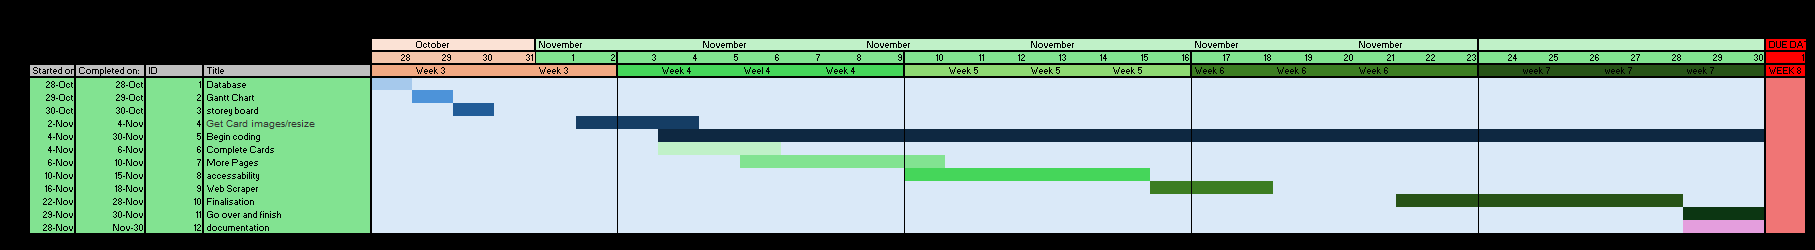 October November November November November November November DUE DA
28 29 30 31 1 2 3 4 5 6 7 8 9 10 11 12 13 14 15 16 17 18 19 20 21 22 23 24 25 26 27 28 29 30 1
Started on Completed on: ID Title Week 3 Week 3 Week 4 Weel 4 Week 4 Week 5 Week 5 Week 5 Week 6 Week 6 Week 6 week 7 week 7 week 7 WEEK 8
28-Oct 28-Oct 1 Database
29-Oct 29-Oct 2 Gantt Chart
30-Oct 30-Oct 3 storey board
2-Nov 4-Nov 4 Get Card images/resize
4-Nov 30-Nov 5 Begin coding
4-Nov 6-Nov 6 Complete Cards
6-Nov 10-Nov 7 More Pages
10-Nov 15-Nov 8 accessability
16-Nov 18-Nov 9 Web Scraper
22-Nov 28-Nov 10 Finalisation
29-Nov 30-Nov 11 Go over and finish
28-Nov Nov-30 12 documentation